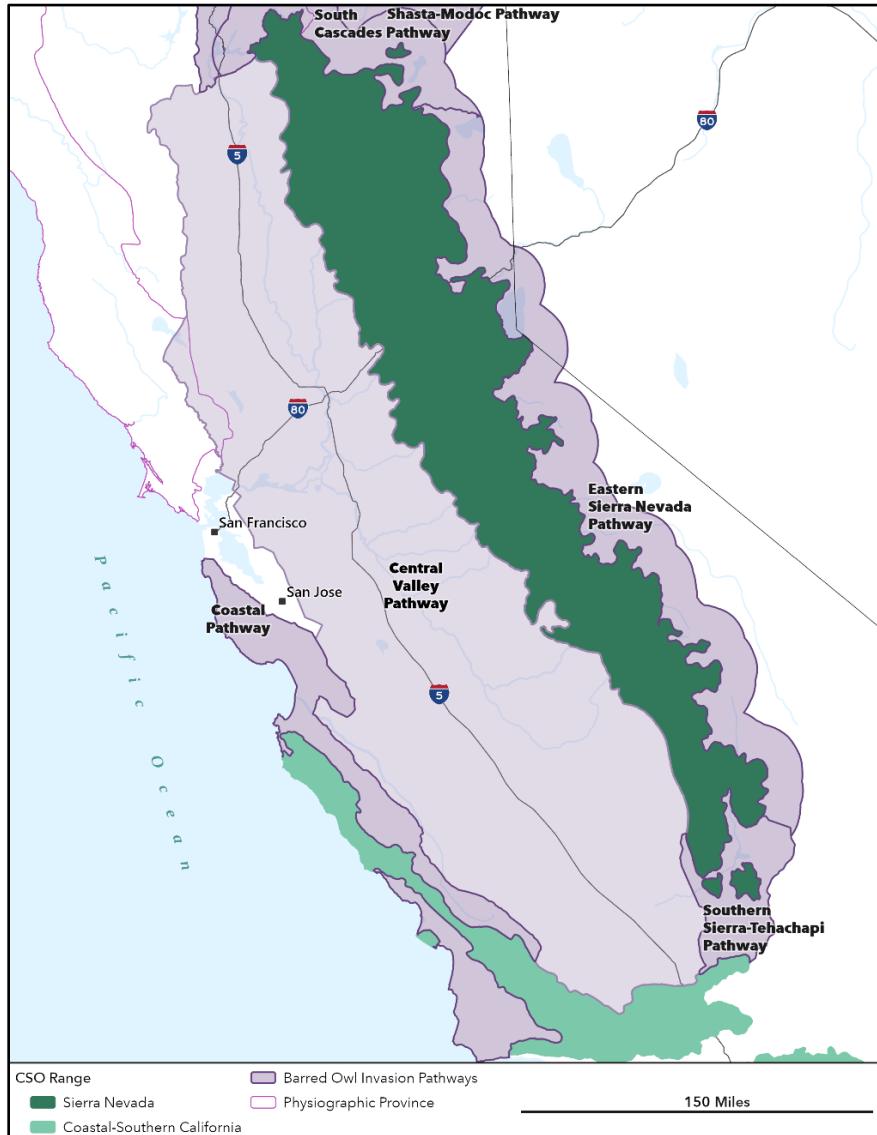 South
Cascades Pathway
Shasta-Modoc Pathway
5
80
80
San Francisco
San Jose
Coastal
Pathway
Central
Valley
Pathway
Eastern
Sierra Nevada
Pathway
5
Pacific Ocean
Southern
Sierra-Tehachapi
Pathway
CSO Range
Sierra Nevada
Coastal-Southern California
Barred Owl Invasion Pathways
Physiographic Province
150 Miles